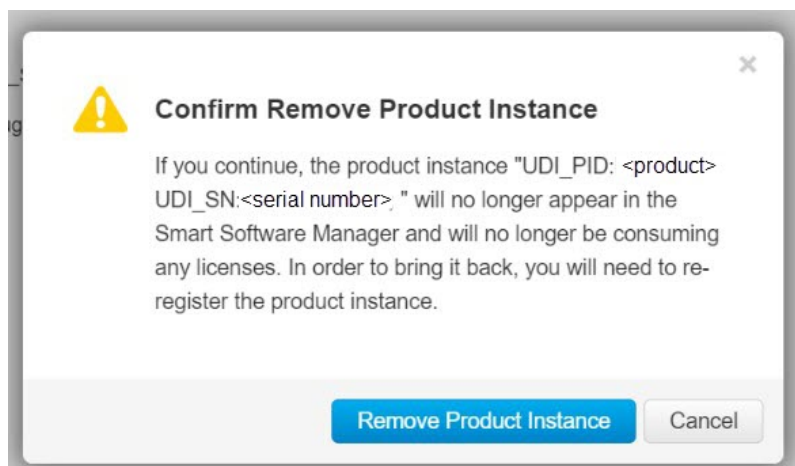 Confirm Remove Product Instance
If you continue, the product instance "UDI_PID: <product>
UDI_SN:<serial number>, " will no longer appear in the
Smart Software Manager and will no longer be consuming
any licenses. In order to bring it back, you will need to re-
register the product instance.
Remove Product Instance
Cancel